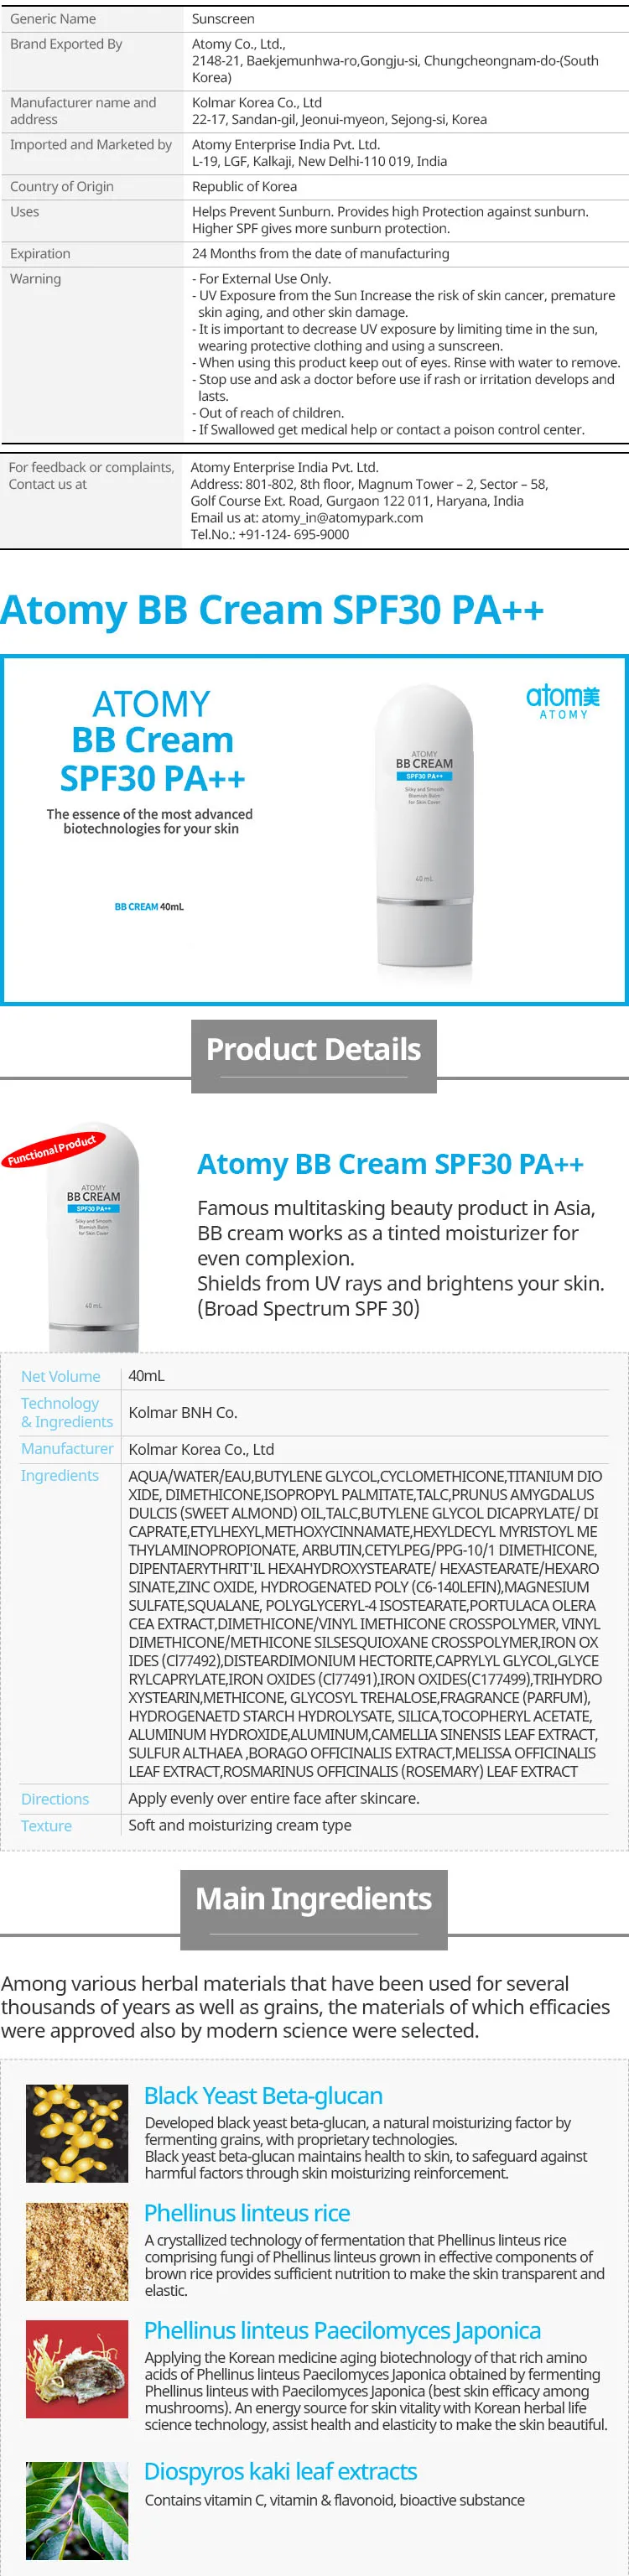 Generic Name
Sunscreen
Brand Exported By
Atomy Co., Ltd.,
2148-21, Baekjemunhwa-ro,Gongju-si, Chungcheongnam-do-(South
Korea)
Manufacturer name and
address
Kolmar Korea Co., Ltd
22-17, Sandan-gil, Jeonui-myeon, Sejong-si, Korea
Imported and Marketed by
Atomy Enterprise India Pvt. Ltd.
L-19, LGF, Kalkaji, New Delhi-110 019, India
Country of Origin
Republic of Korea
Uses
Helps Prevent Sunburn. Provides high Protection against sunburn.
Higher SPF gives more sunburn protection.
Expiration
24 Months from the date of manufacturing
Warning
- For External Use Only.
- UV Exposure from the Sun Increase the risk of skin cancer, premature
skin aging, and other skin damage.
- It is important to decrease UV exposure by limiting time in the sun,
wearing protective clothing and using a sunscreen.
- When using this product keep out of eyes. Rinse with water to remove.
- Stop use and ask a doctor before use if rash or irritation develops and
lasts.
- Out of reach of children.
- If Swallowed get medical help or contact a poison control center.
For feedback or complaints,
Contact us at
Atomy Enterprise India Pvt. Ltd.
Address: 801-802, 8th floor, Magnum Tower – 2, Sector – 58,
Golf Course Ext. Road, Gurgaon 122 011, Haryana, India
Email us at: atomy_in@atomypark.com
Tel.No.: +91-124- 695-9000
Atomy BB Cream SPF30 PA++
ATOMY
BB Cream
SPF30 PA++
The essence of the most advanced
biotechnologies for your skin
BB CREAM 40mL
atom美
ATOMY
ATOMY
BB CREAM
SPF30 PA++
Silky and Smooth
Blemish Balm
for Skin Cover
40 mL
Product Details
Functional Product
ATOMY
BB CREAM
SPF30 PA++
Silky and Smooth
Blemish Balm
for Skin Cover
40 mL
Atomy BB Cream SPF30 PA++
Famous multitasking beauty product in Asia,
BB cream works as a tinted moisturizer for
even complexion.
Shields from UV rays and brightens your skin.
(Broad Spectrum SPF 30)
Net Volume
40mL
Technology
& Ingredients
Kolmar BNH Co.
Manufacturer
Kolmar Korea Co., Ltd
Ingredients
AQUA/WATER/EAU,BUTYLENE GLYCOL,CYCLOMETHICONE,TITANIUM DIO
XIDE, DIMETHICONE,ISOPROPYL PALMITATE,TALC,PRUNUS AMYGDALUS
DULCIS (SWEET ALMOND) OIL,TALC,BUTYLENE GLYCOL DICAPRYLATE/ DI
CAPRATE,ETYLHEXYL,METHOXYCINNAMATE,HEXYLDECYL MYRISTOYL ME
THYLAMINOPROPIONATE, ARBUTIN,CETYLPEG/PPG-10/1 DIMETHICONE,
DIPENTAERYTHRIT'IL HEXAHYDROXYSTEARATE/ HEXASTEARATE/HEXARO
SINATE,ZINC OXIDE, HYDROGENATED POLY (C6-140LEFIN),MAGNESIUM
SULFATE,SQUALANE, POLYGLYCERYL-4 ISOSTEARATE,PORTULACA OLERA
CEA EXTRACT,DIMETHICONE/VINYL IMETHICONE CROSSPOLYMER, VINYL
DIMETHICONE/METHICONE SILSESQUIOXANE CROSSPOLYMER,IRON OX
IDES (Cl77492),DISTEARDIMONIUM HECTORITE,CAPRYLYL GLYCOL,GLYCE
RYLCAPRYLATE,IRON OXIDES (Cl77491),IRON OXIDES(C177499),TRIHYDRO
XYSTEARIN,METHICONE, GLYCOSYL TREHALOSE,FRAGRANCE (PARFUM),
HYDROGENAETD STARCH HYDROLYSATE, SILICA,TOCOPHERYL ACETATE,
ALUMINUM HYDROXIDE,ALUMINUM,CAMELLIA SINENSIS LEAF EXTRACT,
SULFUR ALTHAEA ,BORAGO OFFICINALIS EXTRACT,MELISSA OFFICINALIS
LEAF EXTRACT,ROSMARINUS OFFICINALIS (ROSEMARY) LEAF EXTRACT
Directions
Apply evenly over entire face after skincare.
Texture
Soft and moisturizing cream type
Main Ingredients
Among various herbal materials that have been used for several
thousands of years as well as grains, the materials of which efficacies
were approved also by modern science were selected.
Black Yeast Beta-glucan
Developed black yeast beta-glucan, a natural moisturizing factor by
fermenting grains, with proprietary technologies.
Black yeast beta-glucan maintains health to skin, to safeguard against
harmful factors through skin moisturizing reinforcement.
Phellinus linteus rice
A crystallized technology of fermentation that Phellinus linteus rice
comprising fungi of Phellinus linteus grown in effective components of
brown rice provides sufficient nutrition to make the skin transparent and
elastic.
Phellinus linteus Paecilomyces Japonica
Applying the Korean medicine aging biotechnology of that rich amino
acids of Phellinus linteus Paecilomyces Japonica obtained by fermenting
Phellinus linteus with Paecilomyces Japonica (best skin efficacy among
mushrooms). An energy source for skin vitality with Korean herbal life
science technology, assist health and elasticity to make the skin beautiful.
Diospyros kaki leaf extracts
Contains vitamin C, vitamin & flavonoid, bioactive substance